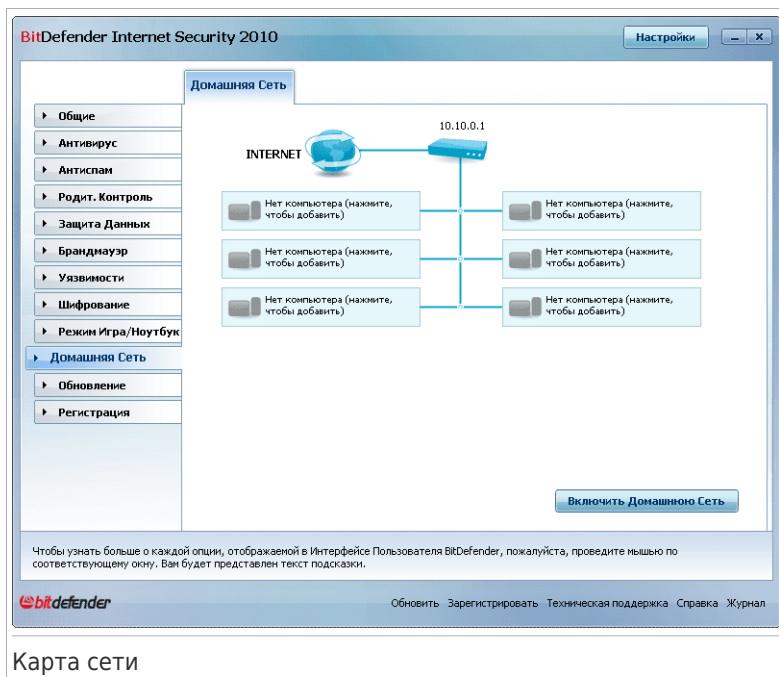 BitDefender Internet Security 2010
Настройки
Домашняя Сеть
Общие
Антивирус
Антиспам
Родит. Контроль
Защита Данных
Брандмауэр
Уязвимости
Шифрование
Режим Игра/Ноутбук
Домашняя Сеть
Обновление
Регистрация
10.10.0.1
INTERNET
Нет компьютера (нажмите,
чтобы добавить)
Нет компьютера (нажмите,
чтобы добавить)
Нет компьютера (нажмите,
чтобы добавить)
Нет компьютера (нажмите,
чтобы добавить)
Нет компьютера (нажмите,
чтобы добавить)
Нет компьютера (нажмите,
чтобы добавить)
Включить Домашнюю Сеть
Чтобы узнать больше о каждой опции, отображаемой в Интерфейсе Пользователя BitDefender, пожалуйста, проведите мышью по
соответствующему окну. Вам будет представлен текст подсказки.
bitdefender
Обновить Зарегистрировать Техническая поддержка Справка Журнал
Карта сети